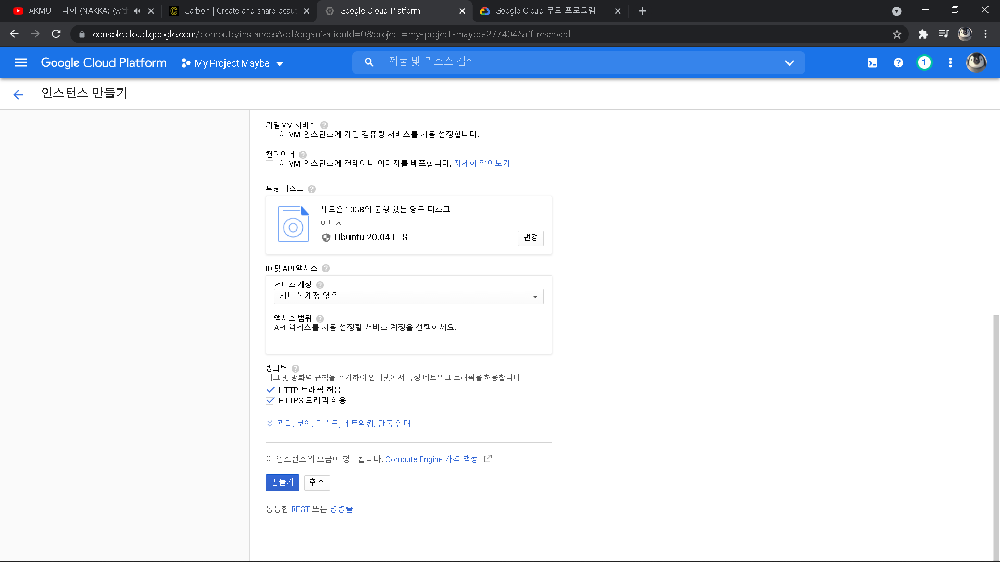 AKMU - '낙하 (NAKKA) (with
Carbon | Create and share beaut
Google Cloud Platform
Google Cloud 무료 프로그램
console.cloud.google.com/compute/instancesAdd?organizationId=0&project=my-project-maybe-277404&rif_reserved
Google Cloud Platform
My Project Maybe
제품 및 리소스 검색
1
인스턴스 만들기
기밀 VM 서비스
이 VM 인스턴스에 기밀 컴퓨팅 서비스를 사용 설정합니다.
컨테이너
이 VM 인스턴스에 컨테이너 이미지를 배포합니다. 자세히 알아보기
부팅 디스크
새로운 10GB의 균형 있는 영구 디스크
이미지
Ubuntu 20.04 LTS
변경
ID 및 API 액세스
서비스 계정
서비스 계정 없음
액세스 범위
API 액세스를 사용 설정할 서비스 계정을 선택하세요.
방화벽
태그 및 방화벽 규칙을 추가하여 인터넷에서 특정 네트워크 트래픽을 허용합니다.
HTTP 트래픽 허용
HTTPS 트래픽 허용
관리, 보안, 디스크, 네트워킹, 단독 임대
이 인스턴스의 요금이 청구됩니다. Compute Engine 가격 책정
만들기 취소
동등한 REST 또는 명령줄